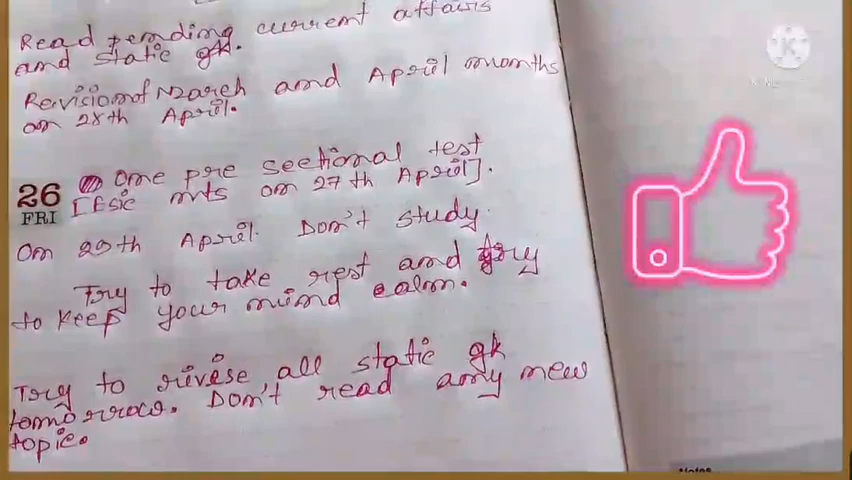 Read pending current affairs
and static gk.
Revision of March and April months
on 28th April.
One pre sectional test
26 [Esic mts on 27th April].
FRI
On 29th April. Don't study.
Try to take rest and try
to keep your mind calm.
Try to revise all static gk
tomorrow. Don't read any new
topic.
K
Notes